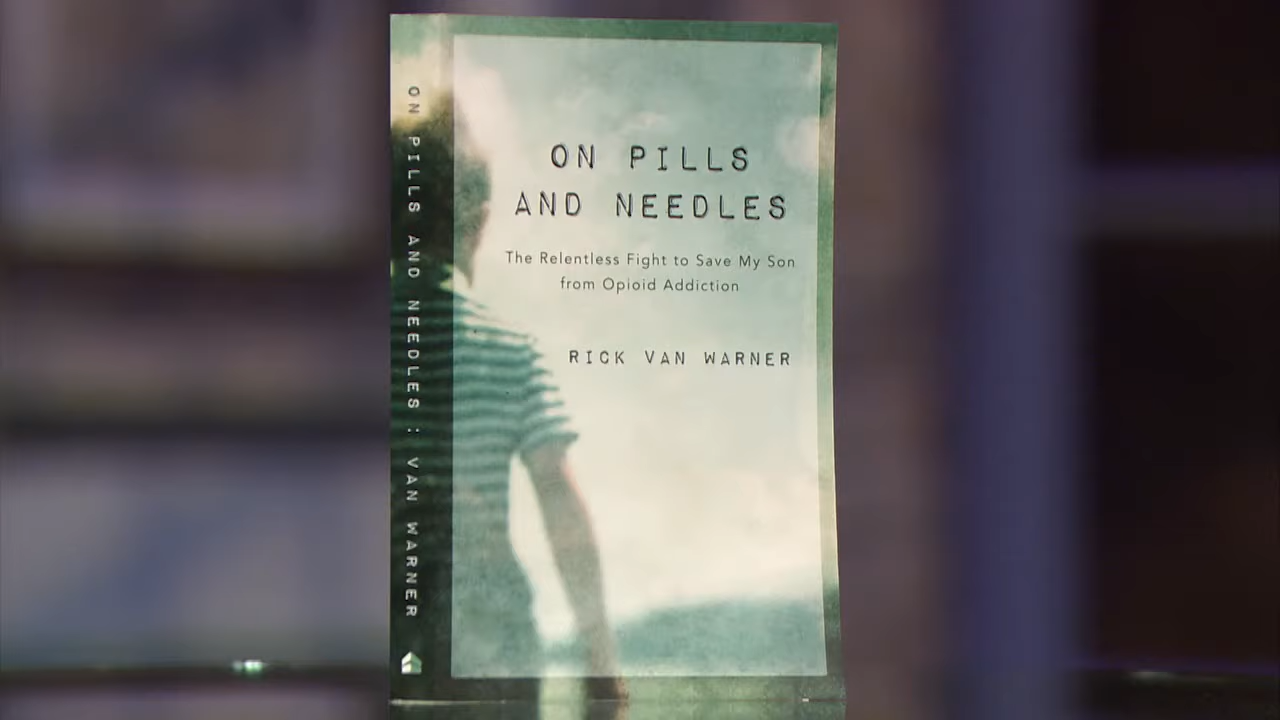 ON PILLS AND NEEDLES : VAN WARNER
ON PILLS
AND NEEDLES
The Relentless Fight to Save My Son
from Opioid Addiction
RICK VAN WARNER